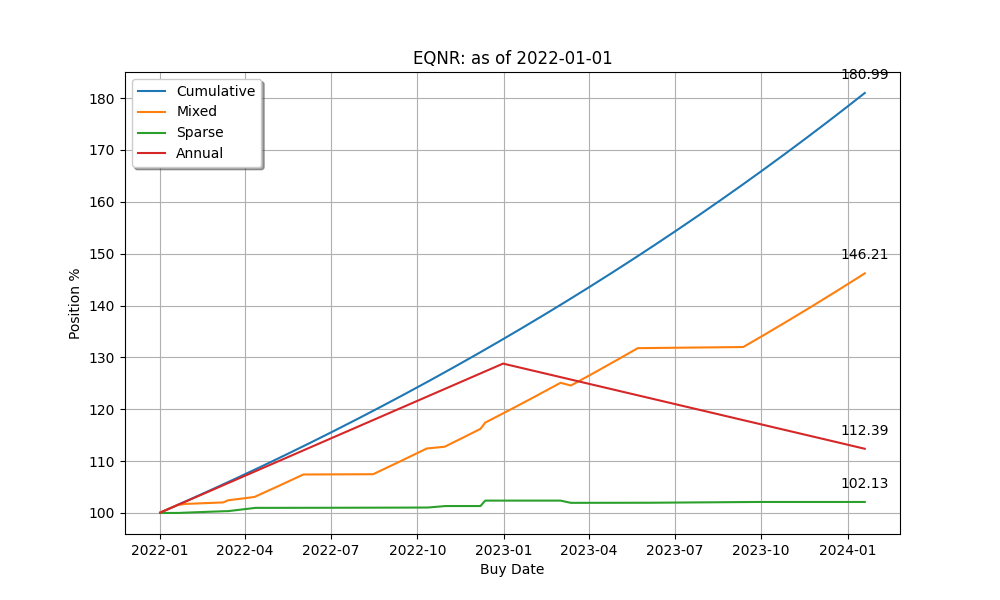 EQNR: as of 2022-01-01
180.99
Cumulative
Mixed
Sparse
Annual
180
170
160
150
140
130
120
110
100
146.21
112.39
102.13
Position %
2022-01 2022-04 2022-07 2022-10 2023-01 2023-04 2023-07 2023-10 2024-01
Buy Date